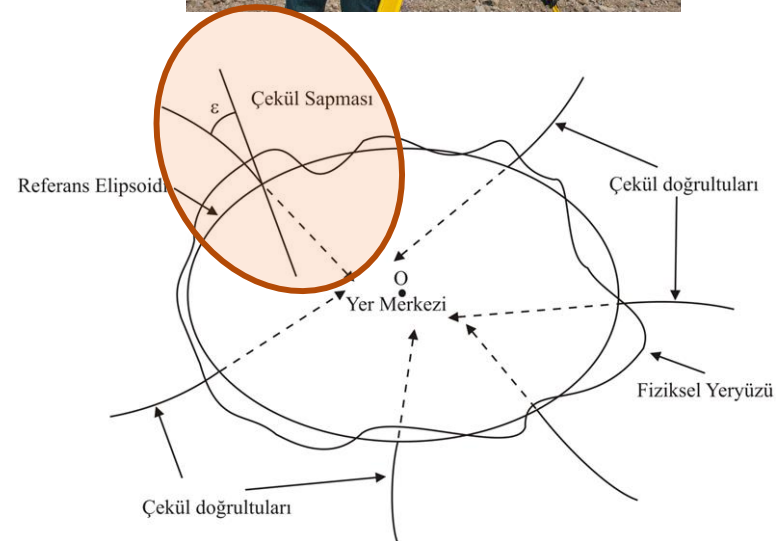 ε
Çekül Sapması
Referans Elipsoidi
Çekül doğrultuları
O
Yer Merkezi
Fiziksel Yeryüzü
Çekül doğrultuları